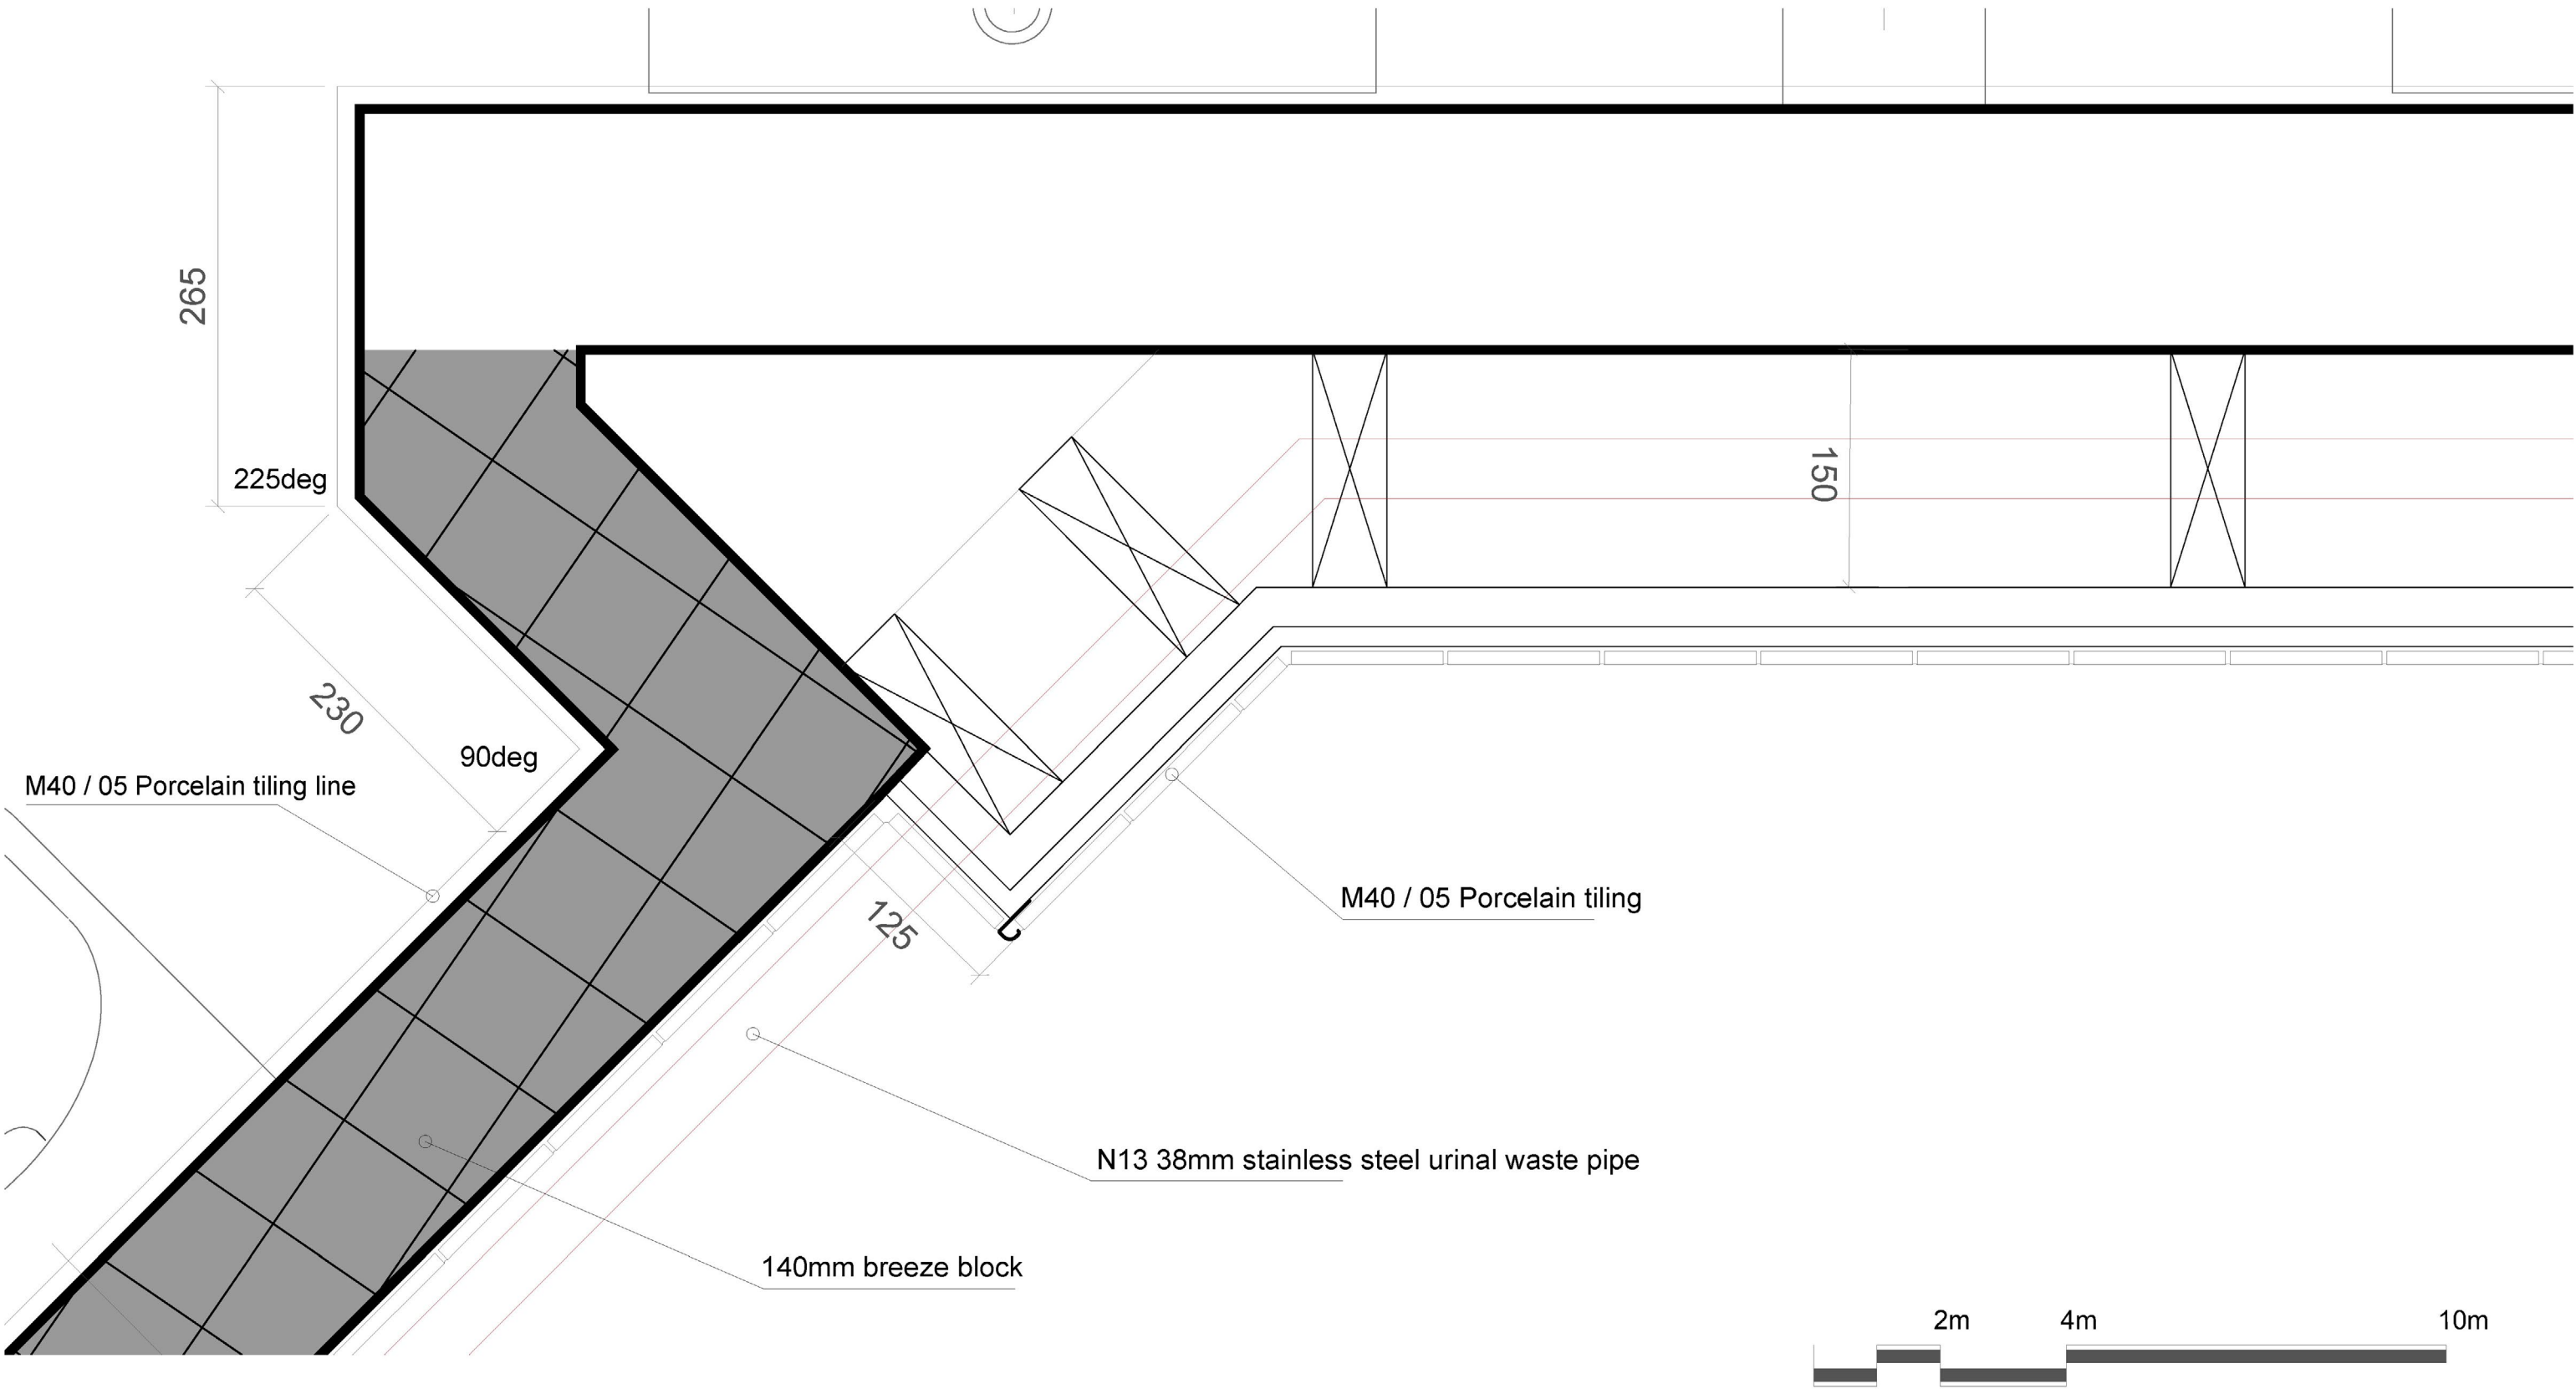 265
225deg
150
230
90deg
M40 / 05 Porcelain tiling line
125
M40 / 05 Porcelain tiling
N13 38mm stainless steel urinal waste pipe
140mm breeze block
2m 4m 10m